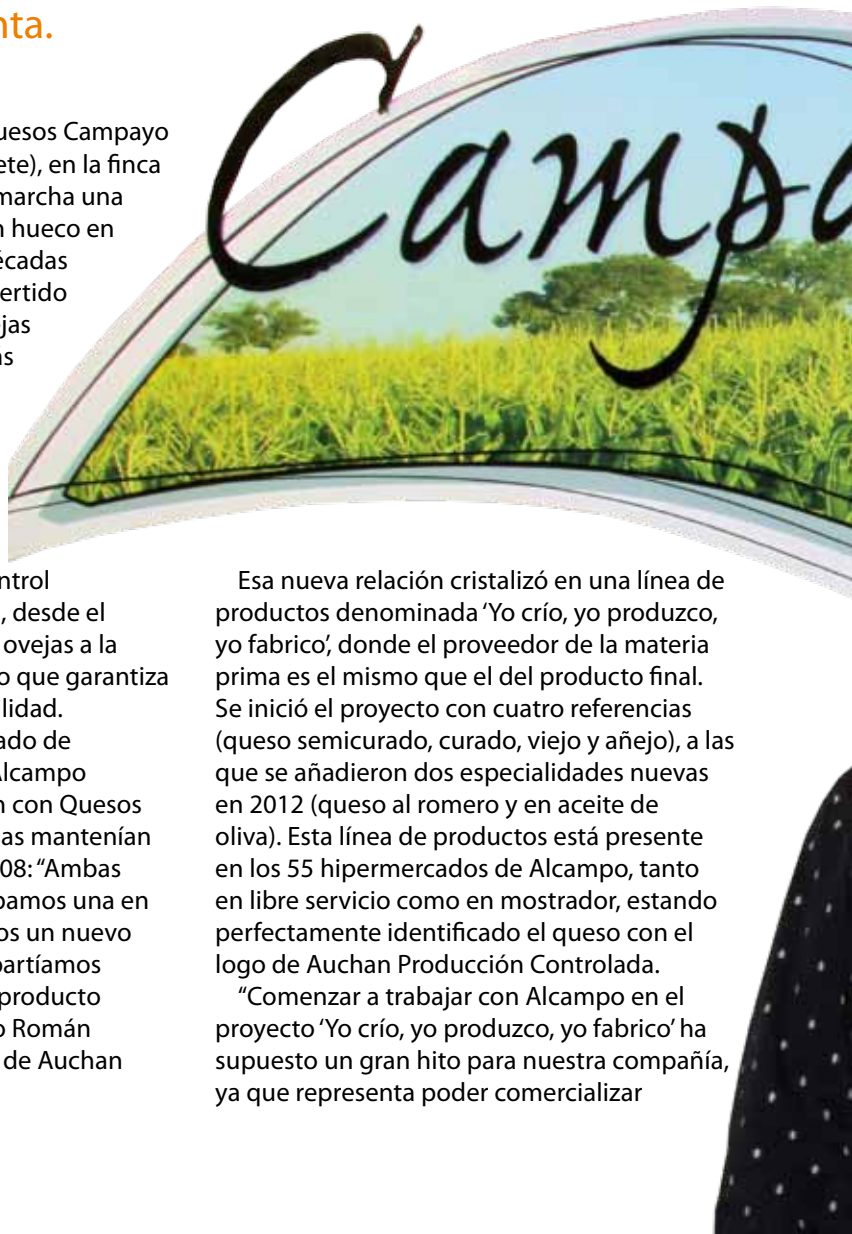 nta.
Campa
uesos Campayo
ete), en la finca
marcha una
n hueco en
écadas
ertido
jas
as
ntrol
, desde el
ovejas a la
o que garantiza
lidad.
ado de
Alcampo
n con Quesos
sas mantenían
08: “Ambas
bamos una en
os un nuevo
partíamos
producto
o Román
de Auchan
Esa nueva relación cristalizó en una línea de
productos denominada ‘Yo crío, yo produzco,
yo fabrico’, donde el proveedor de la materia
prima es el mismo que el del producto final.
Se inició el proyecto con cuatro referencias
(queso semicurado, curado, viejo y añejo), a las
que se añadieron dos especialidades nuevas
en 2012 (queso al romero y en aceite de
oliva). Esta línea de productos está presente
en los 55 hipermercados de Alcampo, tanto
en libre servicio como en mostrador, estando
perfectamente identificado el queso con el
logo de Auchan Producción Controlada.
“Comenzar a trabajar con Alcampo en el
proyecto ‘Yo crío, yo produzco, yo fabrico’ ha
supuesto un gran hito para nuestra compañía,
ya que representa poder comercializar